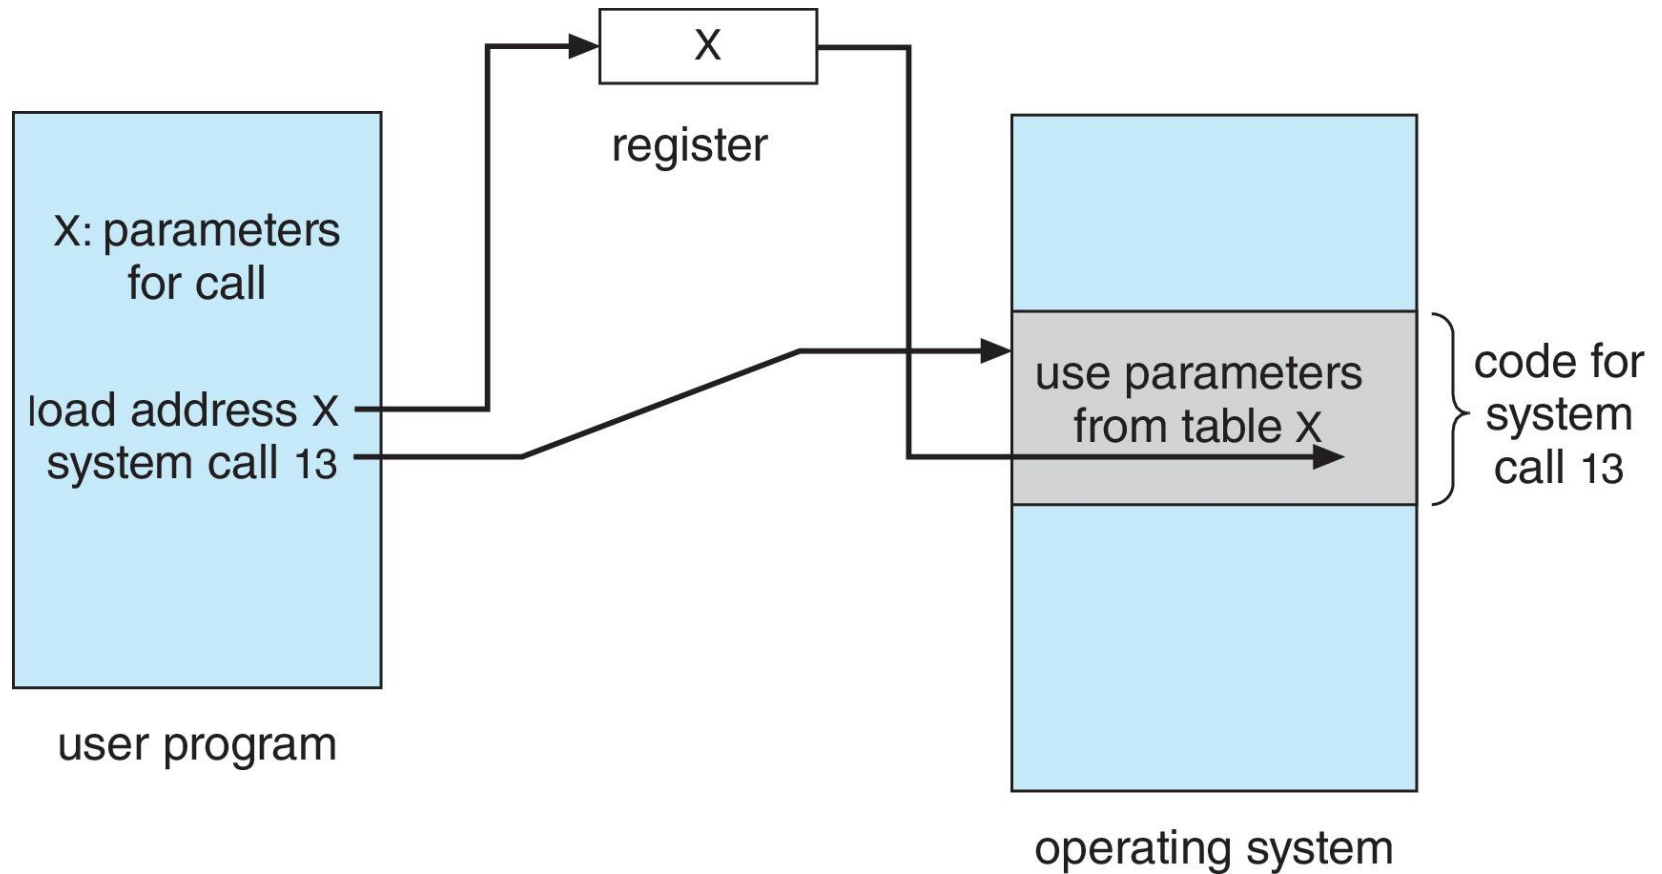 X
register
X: parameters
for call
load address X
system call 13
user program
use parameters
from table X
code for
system
call 13
operating system